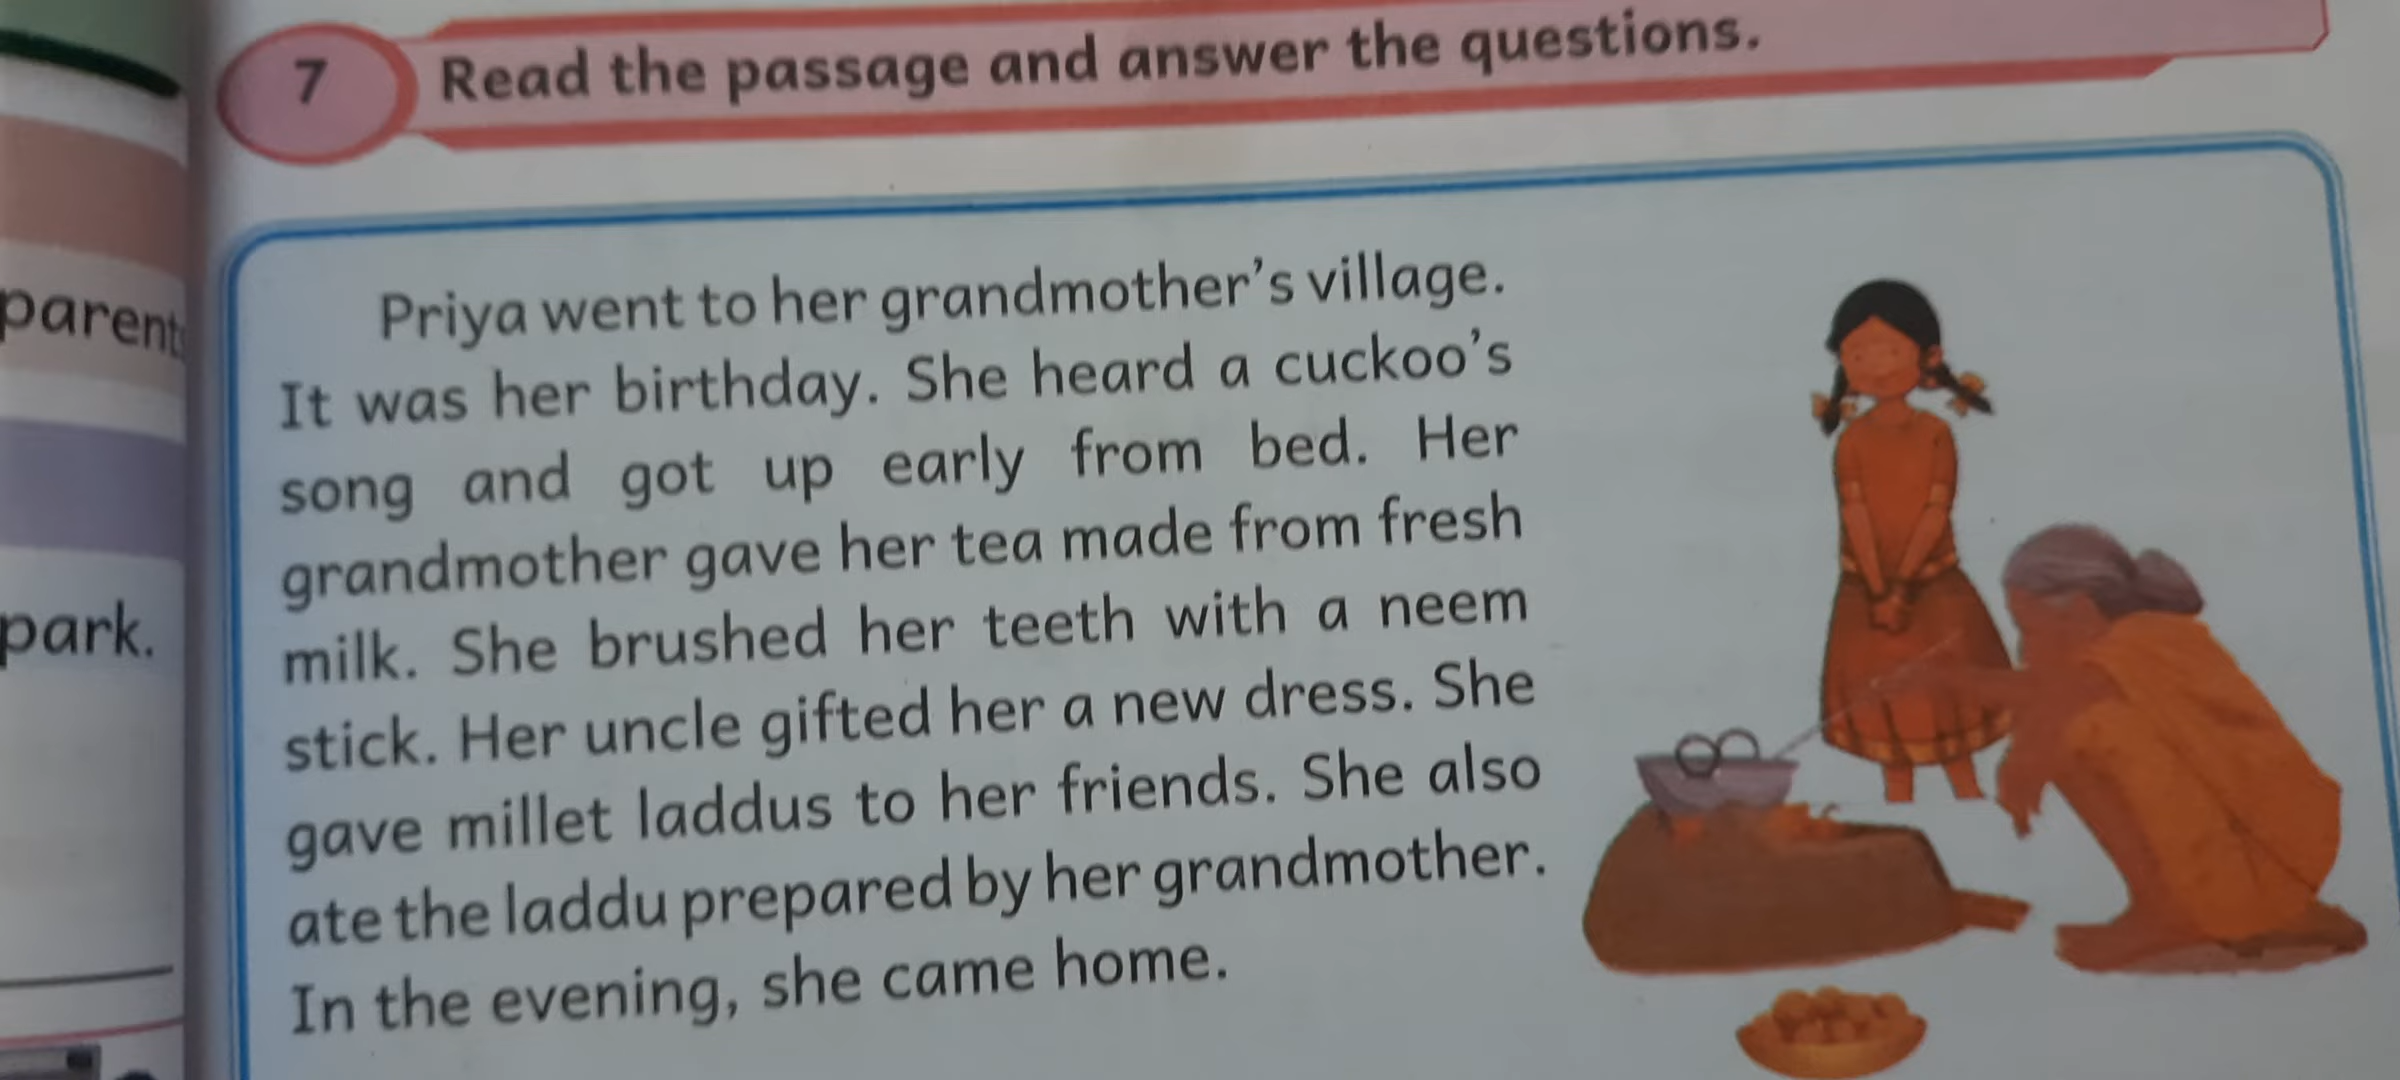 7 Read the passage and answer the questions.
Priya went to her grandmother's village.
It was her birthday. She heard a cuckoo's
song and got up early from bed. Her
grandmother gave her tea made from fresh
milk. She brushed her teeth with a neem
stick. Her uncle gifted her a new dress. She
gave millet laddus to her friends. She also
ate the laddu prepared by her grandmother.
In the evening, she came home.
parents
park.